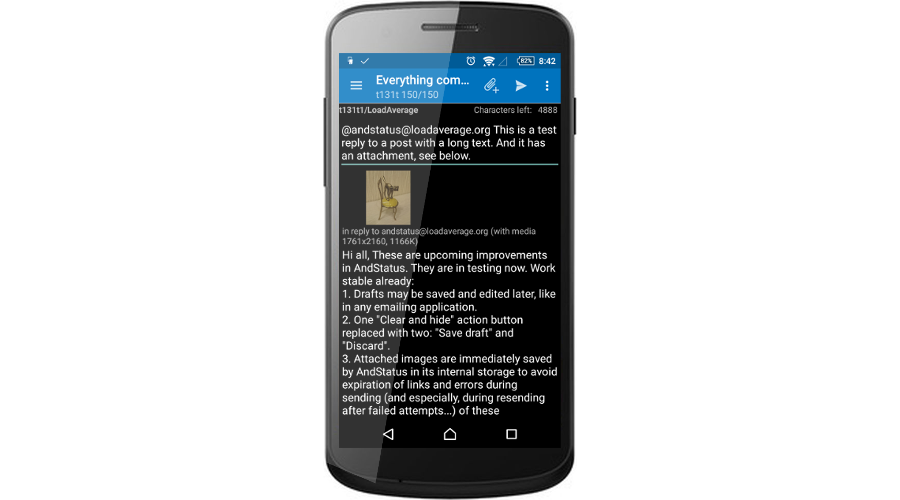 82% 8:42
Everything com...
t131t 150/150
t131t1/LoadAverage Characters left: 4888
@andstatus@loadaverage.org This is a test
reply to a post with a long text. And it has
an attachment, see below.
in reply to andstatus@loadaverage.org (with media
1761x2160, 1166K)
Hi all, These are upcoming improvements
in AndStatus. They are in testing now. Work
stable already:
1. Drafts may be saved and edited later, like
in any emailing application.
2. One "Clear and hide" action button
replaced with two: "Save draft" and
"Discard".
3. Attached images are immediately saved
by AndStatus in its internal storage to avoid
expiration of links and errors during
sending (and especially, during resending
after failed attempts...) of these